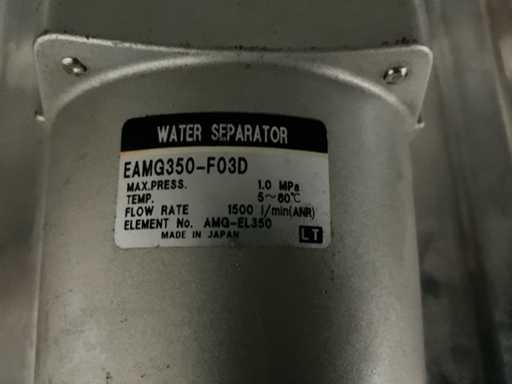 WATER SEPARATOR
EAMG350-F03D
MAX.PRESS. 1.0 MPa
TEMP. 5~60℃
FLOW RATE 1500 l/min(ANR)
ELEMENT No. AMG-EL350
MADE IN JAPAN LT